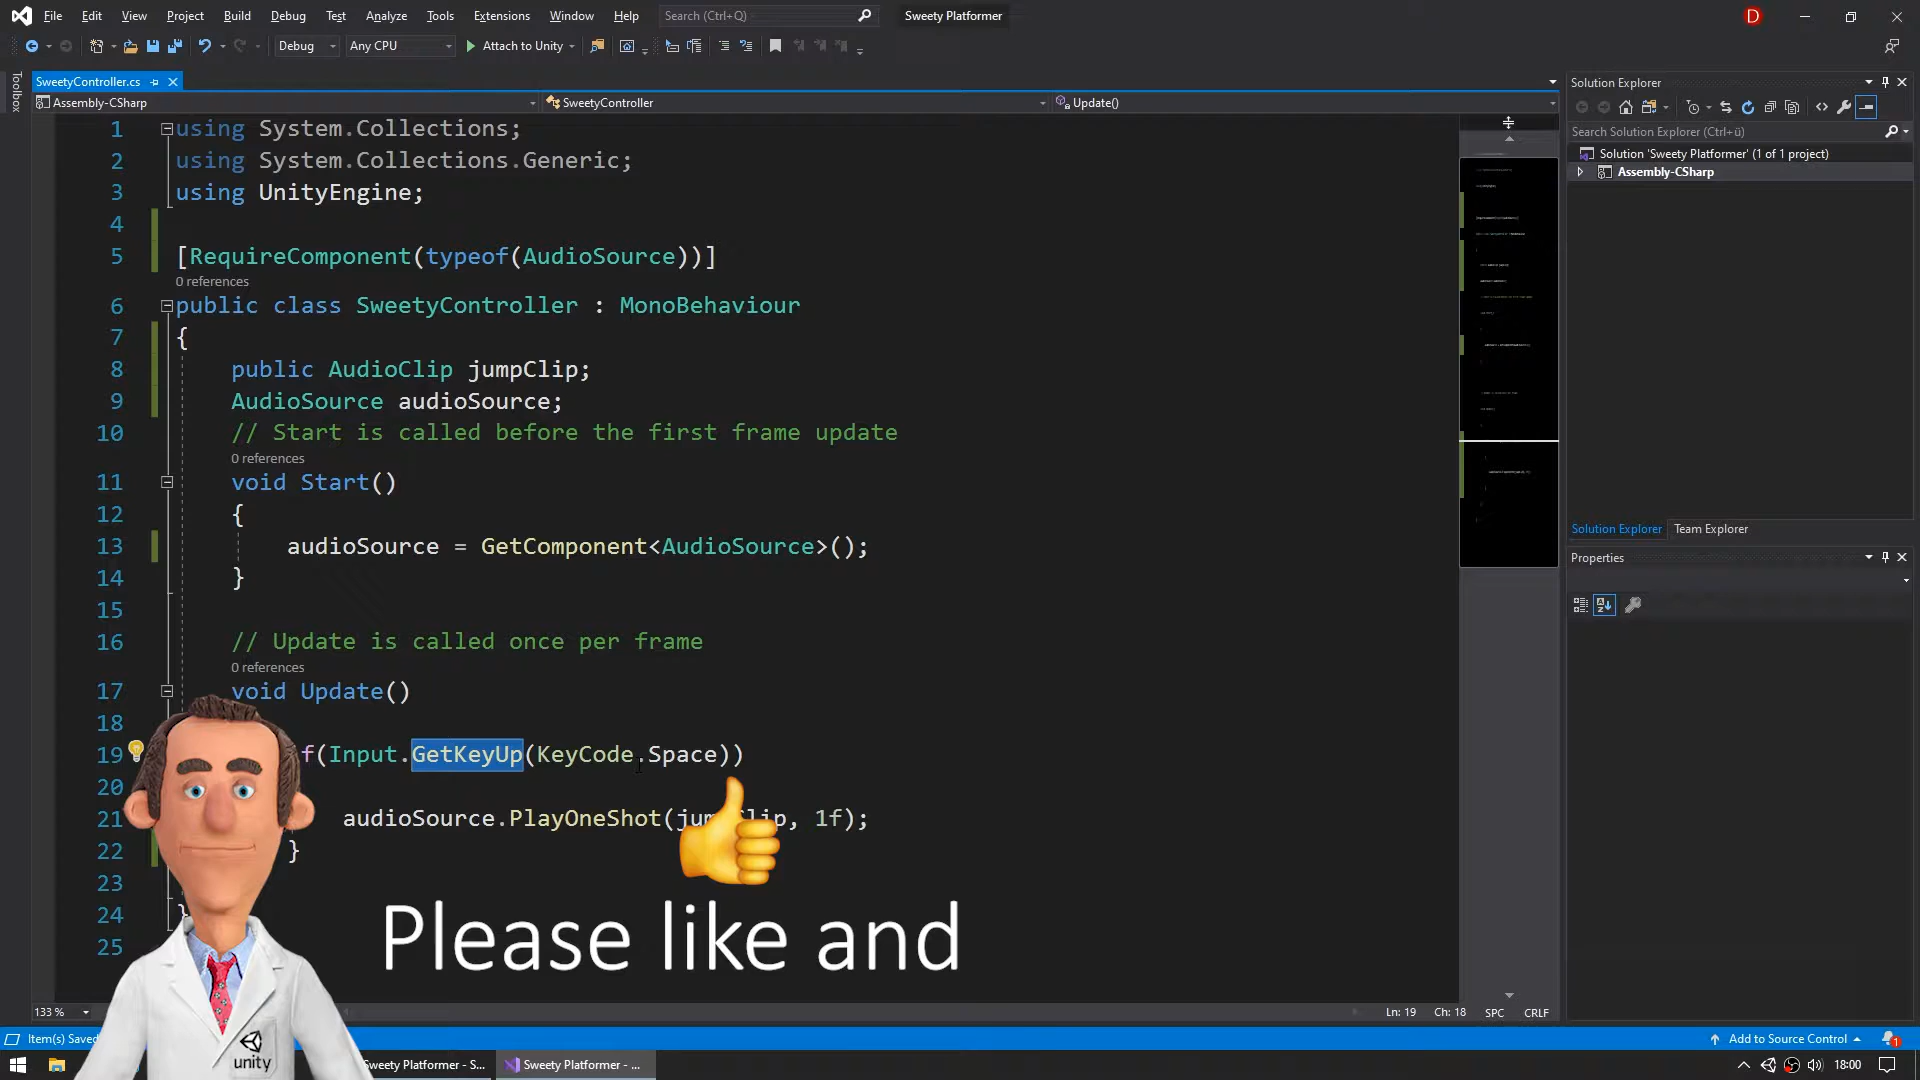 File Edit View Project Build Debug Test Analyze Tools Extensions Window Help Search (Ctrl+Q) Sweety Platformer D
Debug Any CPU Attach to Unity
Toolbox
SweetyController.cs
Assembly-CSharp SweetyController Update()
1 using System.Collections;
2 using System.Collections.Generic;
3 using UnityEngine;
4
5 [RequireComponent(typeof(AudioSource))]
0 references
6 public class SweetyController : MonoBehaviour
7 {
8 public AudioClip jumpClip;
9 AudioSource audioSource;
10 // Start is called before the first frame update
0 references
11 void Start()
12 {
13 audioSource = GetComponent<AudioSource>();
14 }
15
16 // Update is called once per frame
0 references
17 void Update()
18
19 f(Input.GetKeyUp(KeyCode.Space))
20
21 audioSource.PlayOneShot(jumpClip, 1f);
22 }
23
24 }
25
Please like and
unity
133 %
Ln: 19 Ch: 18 SPC CRLF
Solution Explorer
Search Solution Explorer (Ctrl+ü)
Solution 'Sweety Platformer' (1 of 1 project)
Assembly-CSharp
Solution Explorer Team Explorer
Properties
Item(s) Saved
Add to Source Control 1
Sweety Platformer - S... Sweety Platformer - ...
18:00